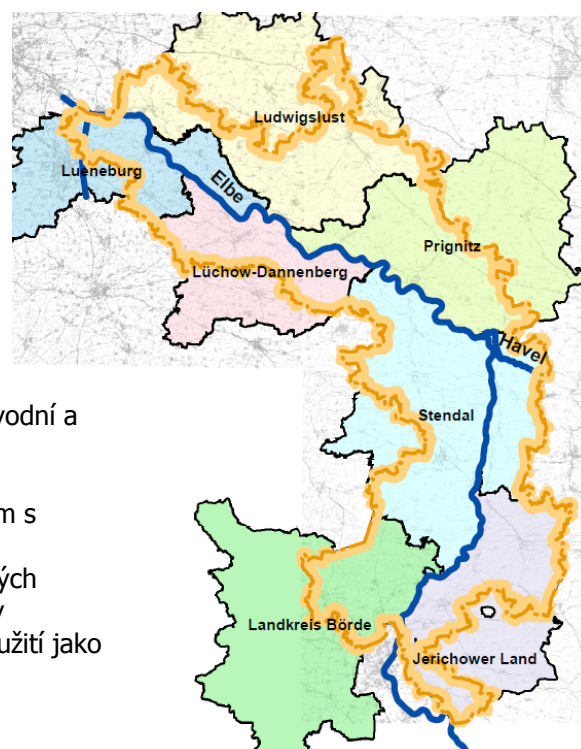 Ludwigslust
Lueneburg
Elbe
Prignitz
Lüchow-Dannenberg
Havel
vodní a
Stendal
m s
ých
Landkreis Börde
užití jako
Jerichower Land